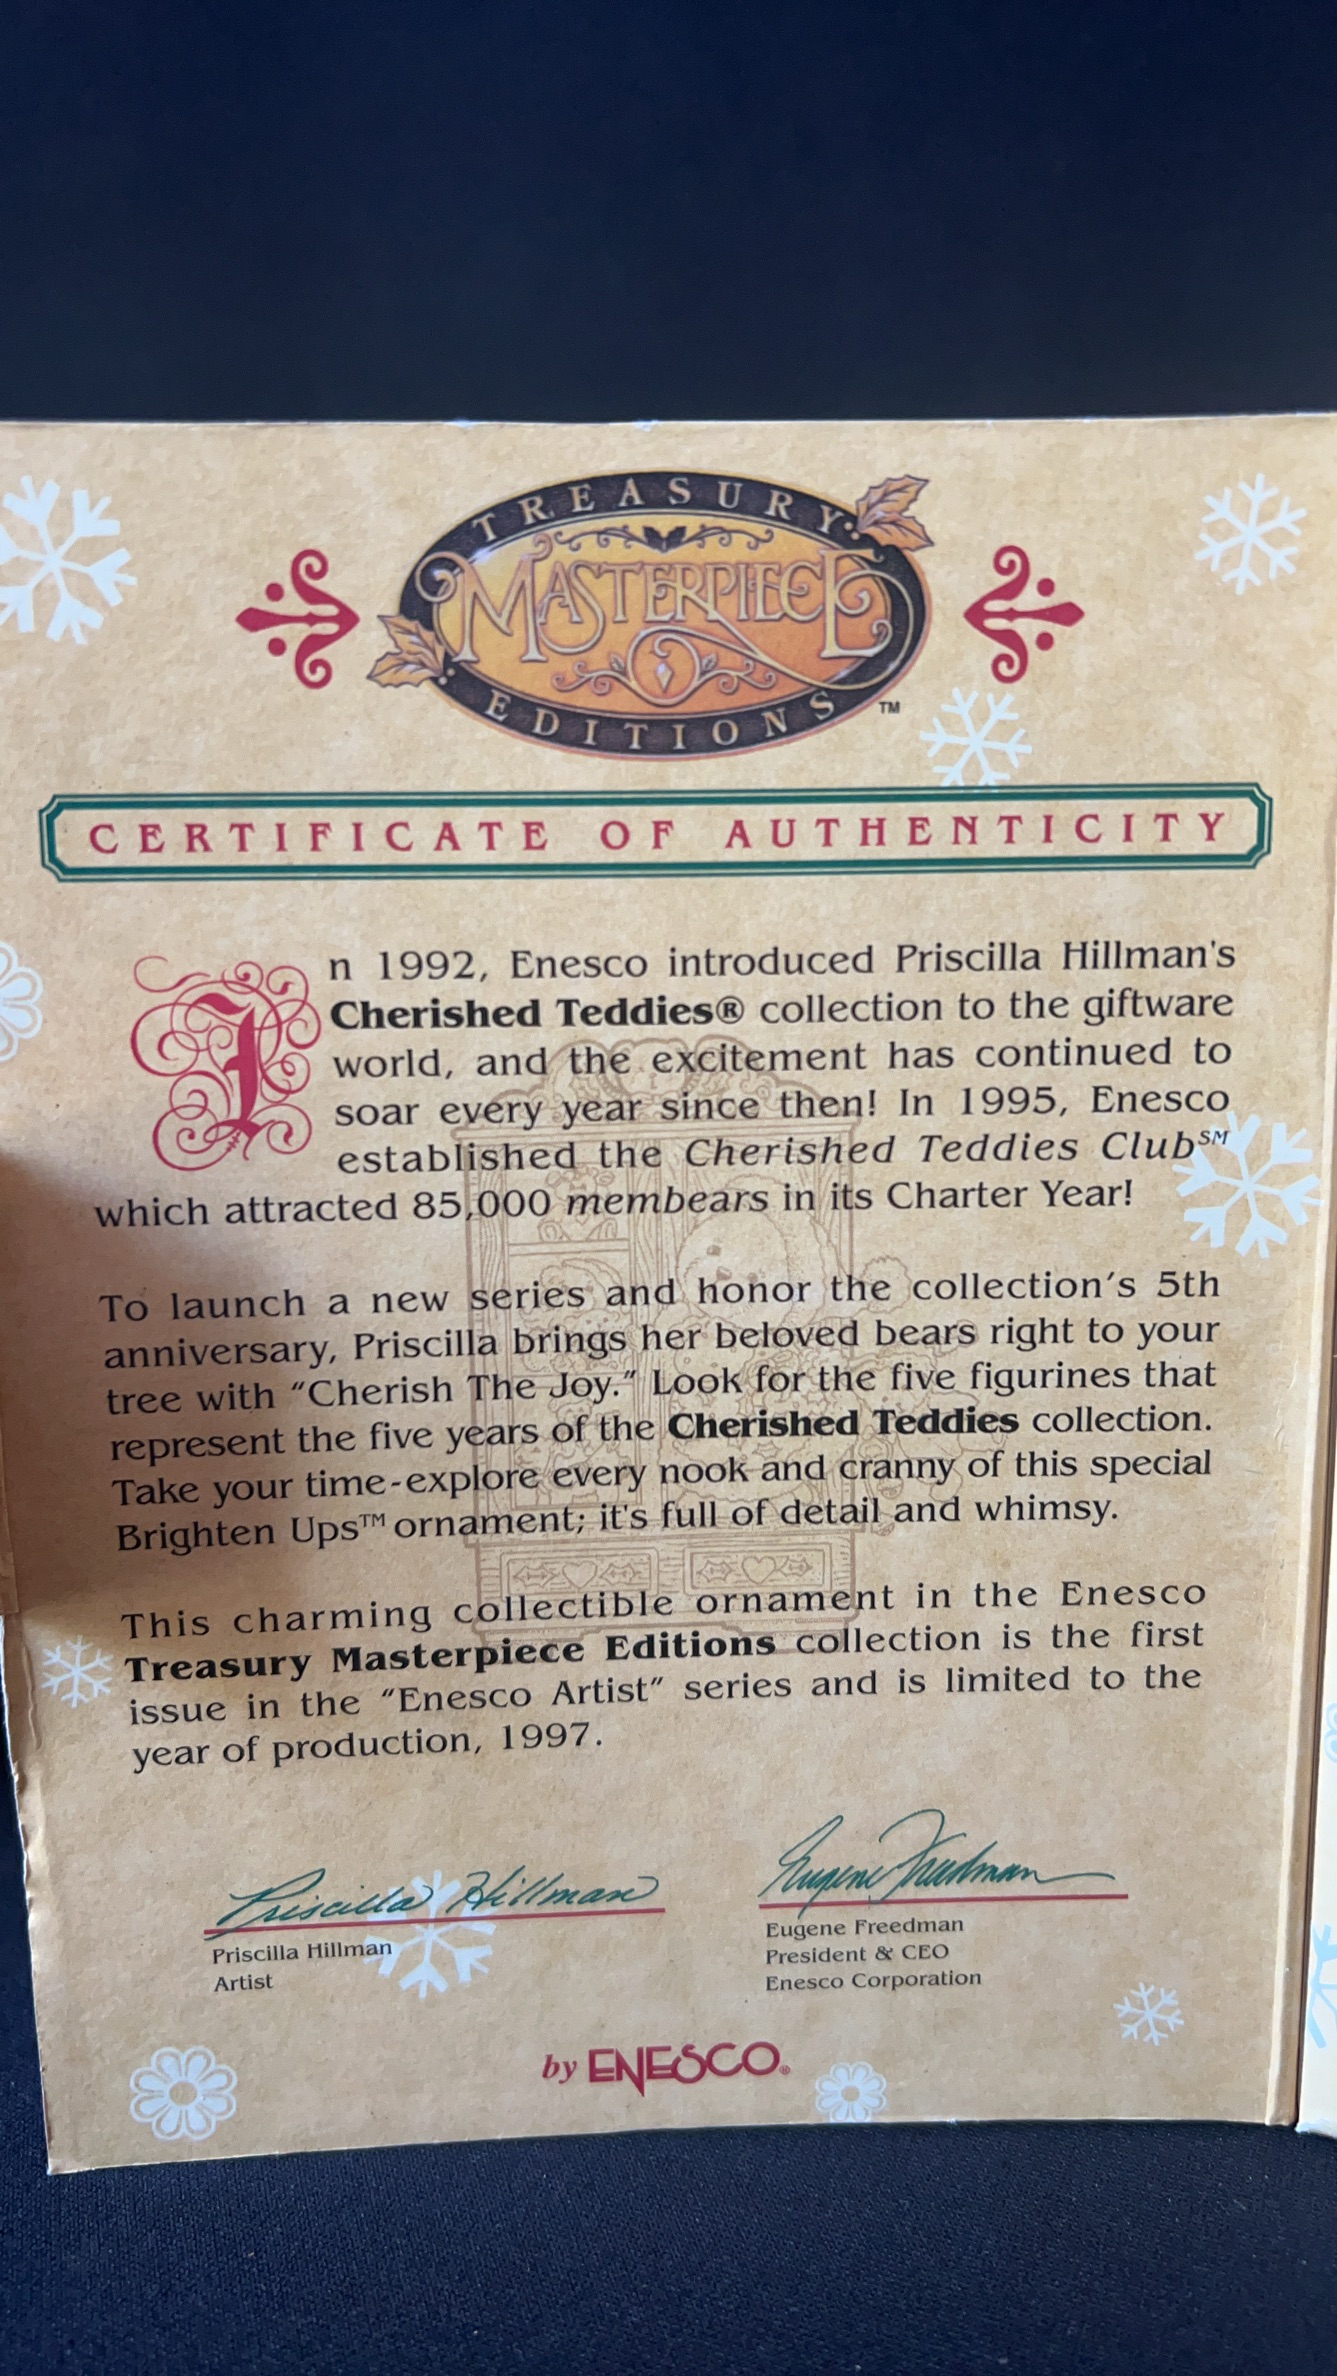 TREASURY
MASTERPIECE
EDITIONS
TM
CERTIFICATE OF AUTHENTICITY
In 1992, Enesco introduced Priscilla Hillman's
Cherished Teddies® collection to the giftware
world, and the excitement has continued to
soar every year since then! In 1995, Enesco
established the Cherished Teddies Club℠
which attracted 85,000 membears in its Charter Year!
To launch a new series and honor the collection's 5th
anniversary, Priscilla brings her beloved bears right to your
tree with "Cherish The Joy." Look for the five figurines that
represent the five years of the Cherished Teddies collection.
Take your time-explore every nook and cranny of this special
Brighten Ups™ ornament; it's full of detail and whimsy.
This charming collectible ornament in the Enesco
Treasury Masterpiece Editions collection is the first
issue in the "Enesco Artist" series and is limited to the
year of production, 1997.
Priscilla Hillman
Priscilla Hillman
Artist
Eugene Freedman
Eugene Freedman
President & CEO
Enesco Corporation
by ENESCO®